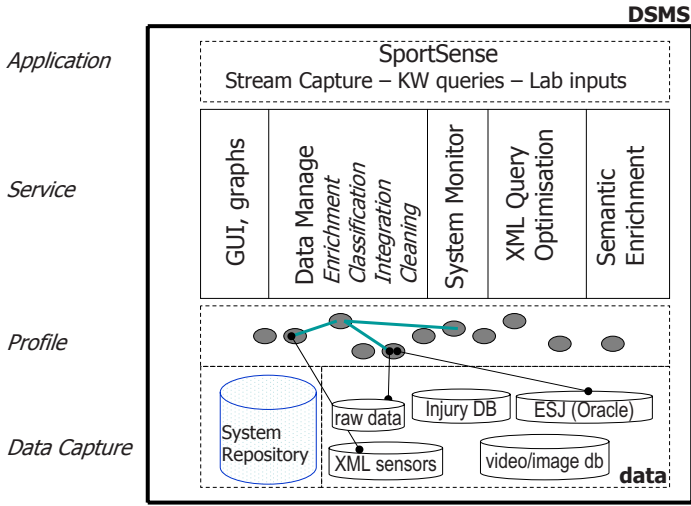 DSMS
Application
SportSense
Stream Capture – KW queries – Lab inputs
Service
GUI, graphs
Data Manage
Enrichment
Classification
Integration
Cleaning
System Monitor
XML Query
Optimisation
Semantic
Enrichment
Profile
Data Capture
System
Repository
raw data
Injury DB
ESJ (Oracle)
XML sensors
video/image db
data